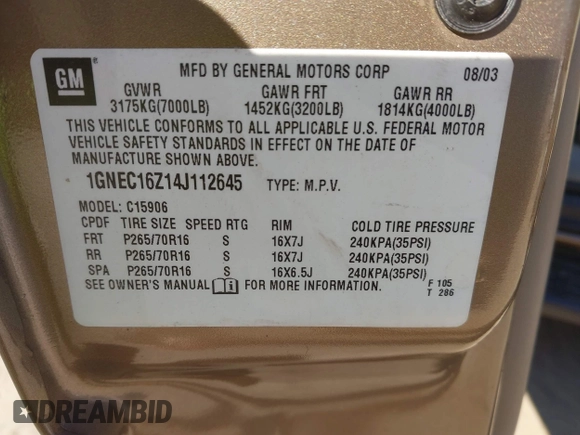 GM
MFD BY GENERAL MOTORS CORP 08/03
GVWR GAWR FRT GAWR RR
3175KG(7000LB) 1452KG(3200LB) 1814KG(4000LB)
THIS VEHICLE CONFORMS TO ALL APPLICABLE U.S. FEDERAL MOTOR
VEHICLE SAFETY STANDARDS IN EFFECT ON THE DATE OF
MANUFACTURE SHOWN ABOVE.
1GNEC16Z14J112645 TYPE: M.P.V.
MODEL: C15906
CPDF TIRE SIZE SPEED RTG RIM COLD TIRE PRESSURE
FRT P265/70R16 S 16X7J 240KPA(35PSI)
RR P265/70R16 S 16X7J 240KPA(35PSI)
SPA P265/70R16 S 16X6.5J 240KPA(35PSI)
SEE OWNER'S MANUAL FOR MORE INFORMATION. F 105
T 286
DREAMBID